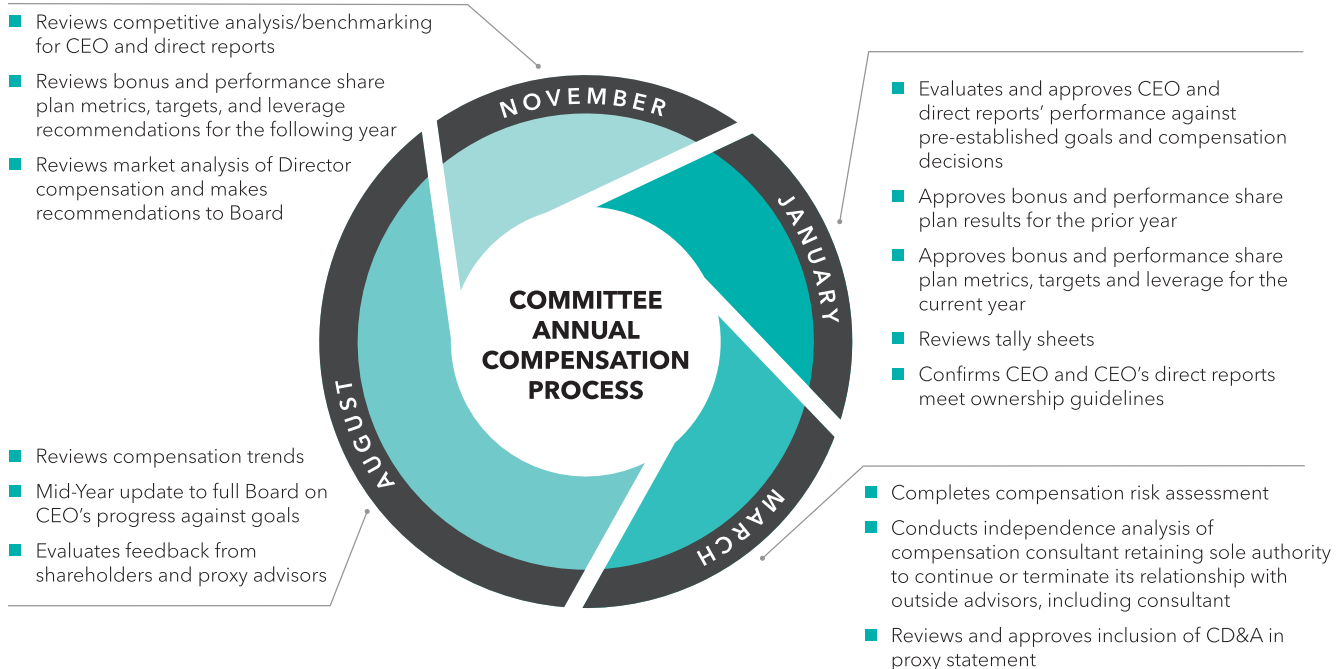 Reviews competitive analysis/benchmarking
for CEO and direct reports
Reviews bonus and performance share
plan metrics, targets, and leverage
recommendations for the following year
Reviews market analysis of Director
compensation and makes
recommendations to Board
NOVEMBER
Evaluates and approves CEO and
direct reports’ performance against
pre-established goals and compensation
decisions
Approves bonus and performance share
plan results for the prior year
Approves bonus and performance share
plan metrics, targets and leverage for the
current year
Reviews tally sheets
Confirms CEO and CEO’s direct reports
meet ownership guidelines
JANUARY
COMMITTEE
ANNUAL
COMPENSATION
PROCESS
AUGUST
Reviews compensation trends
Mid-Year update to full Board on
CEO’s progress against goals
Evaluates feedback from
shareholders and proxy advisors
MARCH
Completes compensation risk assessment
Conducts independence analysis of
compensation consultant retaining sole authority
to continue or terminate its relationship with
outside advisors, including consultant
Reviews and approves inclusion of CD&A in
proxy statement